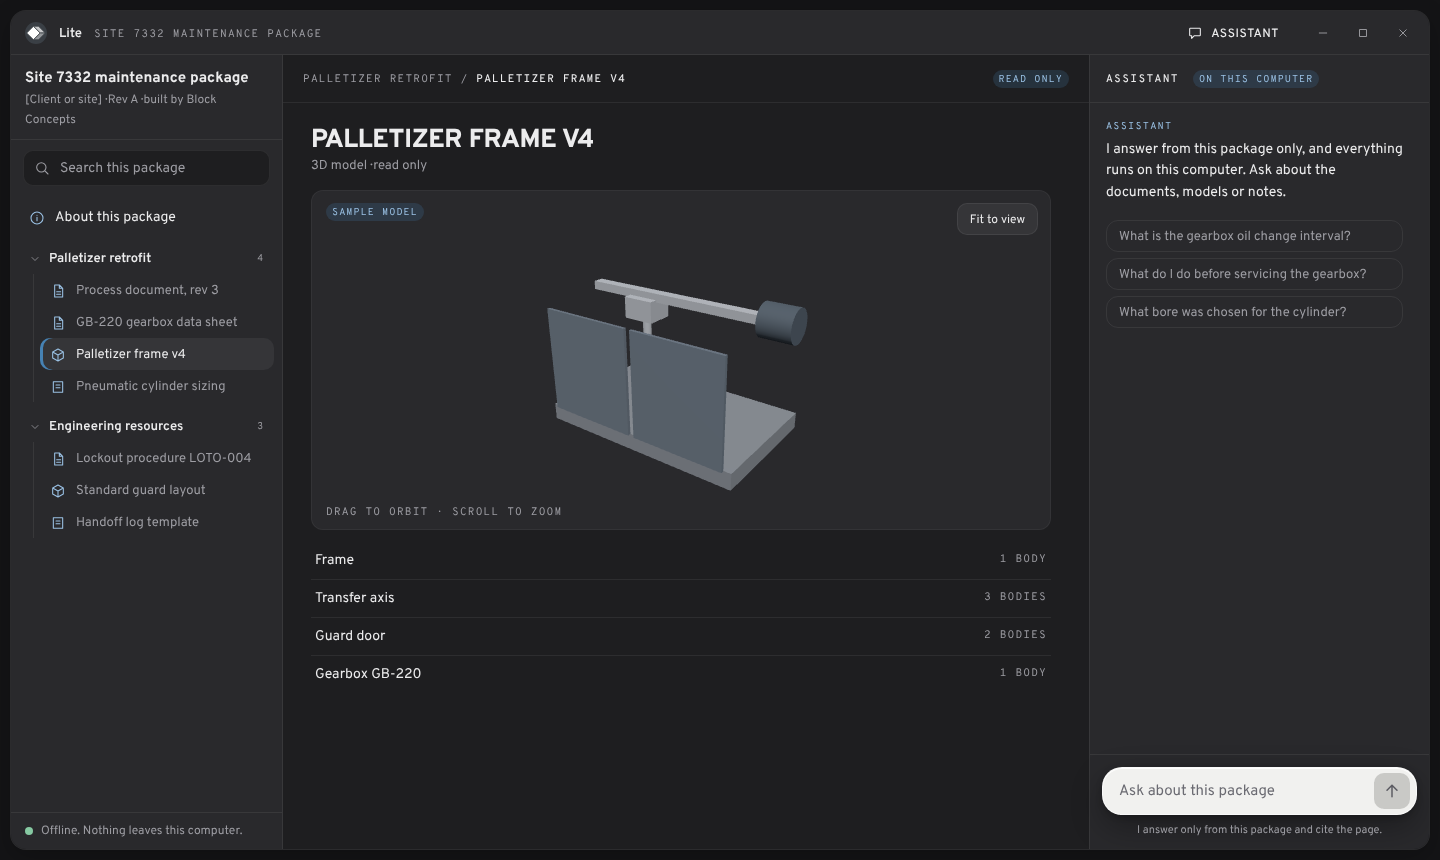 Lite SITE 7332 MAINTENANCE PACKAGE
ASSISTANT
Site 7332 maintenance package
[Client or site] ·Rev A ·built by Block
Concepts
Search this package
About this package
Palletizer retrofit 4
Process document, rev 3
GB-220 gearbox data sheet
Palletizer frame v4
Pneumatic cylinder sizing
Engineering resources 3
Lockout procedure LOTO-004
Standard guard layout
Handoff log template
Offline. Nothing leaves this computer.
PALLETIZER RETROFIT / PALLETIZER FRAME V4
READ ONLY
PALLETIZER FRAME V4
3D model ·read only
SAMPLE MODEL
Fit to view
DRAG TO ORBIT · SCROLL TO ZOOM
Frame 1 BODY
Transfer axis 3 BODIES
Guard door 2 BODIES
Gearbox GB-220 1 BODY
ASSISTANT ON THIS COMPUTER
ASSISTANT
I answer from this package only, and everything
runs on this computer. Ask about the
documents, models or notes.
What is the gearbox oil change interval?
What do I do before servicing the gearbox?
What bore was chosen for the cylinder?
Ask about this package
I answer only from this package and cite the page.